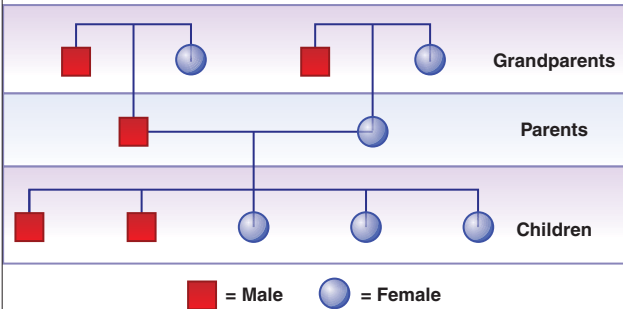 Grandparents
Parents
Children
= Male = Female